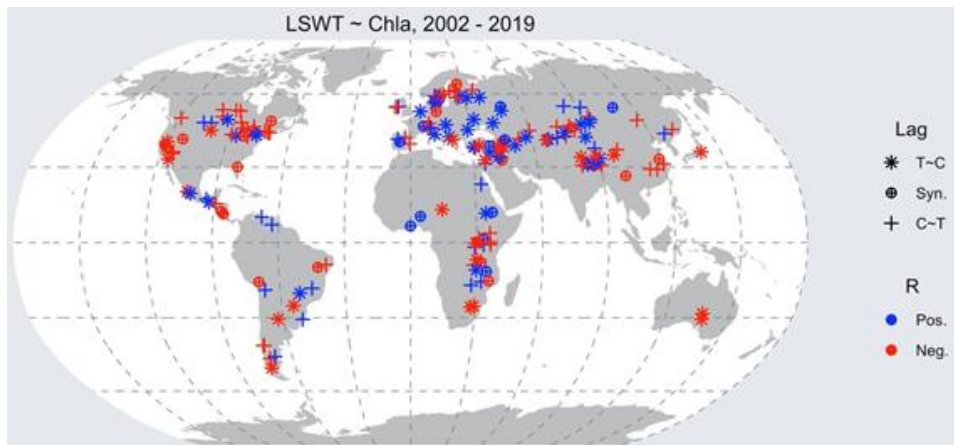 LSWT ~ Chla, 2002 - 2019
Lag
T~C
Syn.
C~T
R
Pos.
Neg.